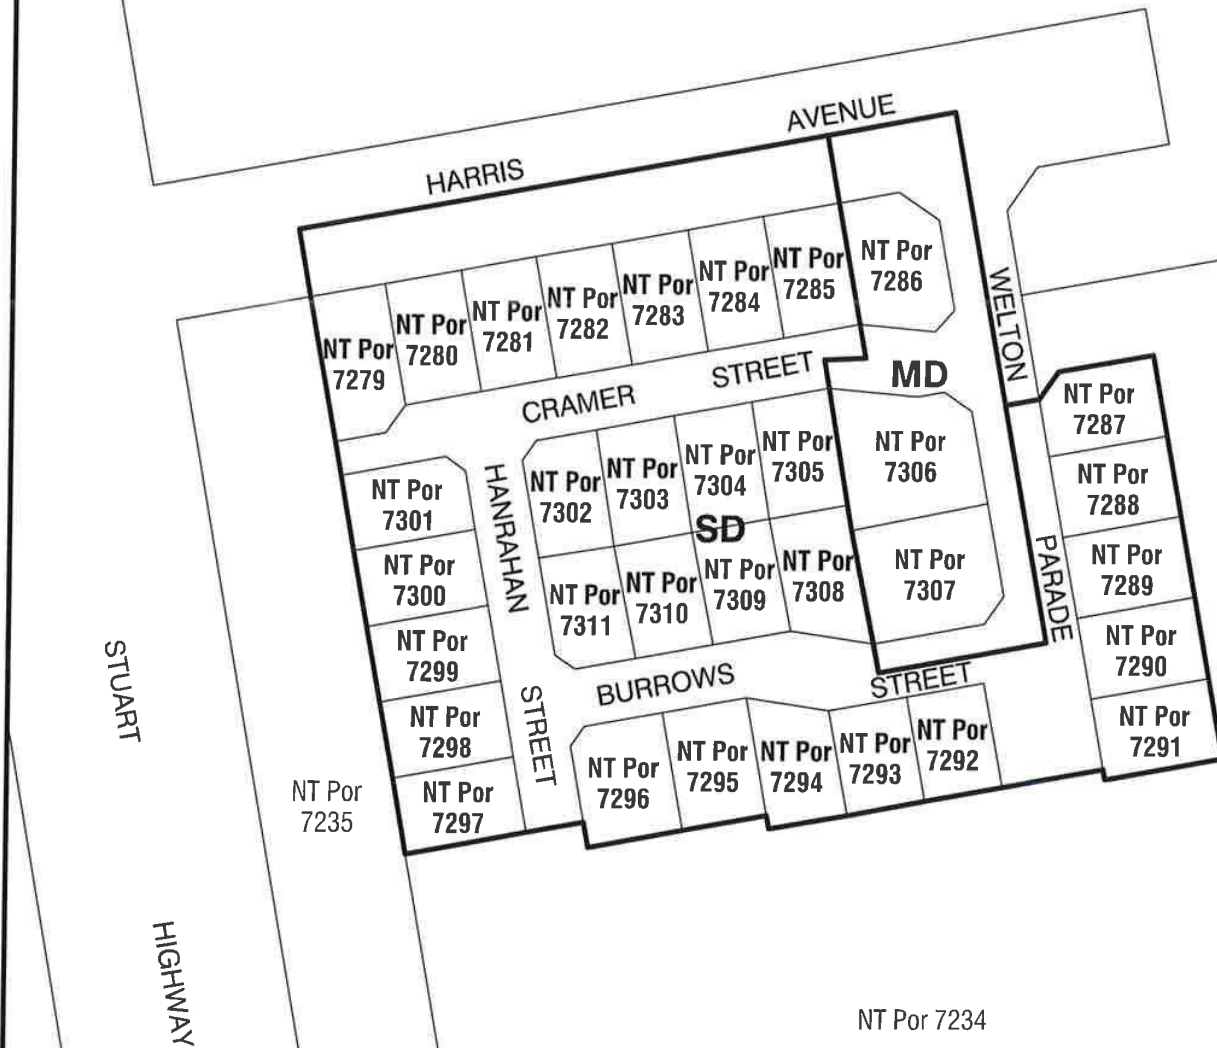 AVENUE
HARRIS
NT Por
7286
NT Por
7285
NT Por
7284
NT Por
7283
NT Por
7282
NT Por
7281
NT Por
7280
NT Por
7279
WELTON
STREET
CRAMER
MD
NT Por
7287
NT Por
7306
NT Por
7305
NT Por
7304
NT Por
7303
NT Por
7302
NT Por
7301
HANRAHAN
SD
NT Por
7288
NT Por
7289
PARADE
NT Por
7307
NT Por
7308
NT Por
7309
NT Por
7310
NT Por
7311
NT Por
7300
NT Por
7299
STUART
BURROWS
STREET
NT Por
7290
NT Por
7291
STREET
NT Por
7298
NT Por
7292
NT Por
7293
NT Por
7294
NT Por
7295
NT Por
7296
NT Por
7297
NT Por
7235
HIGHWAY
NT Por 7234